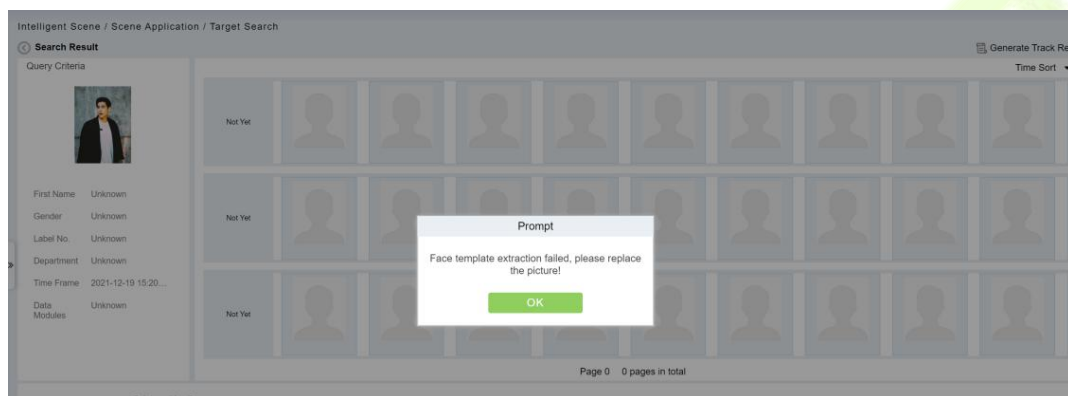 Intelligent Scene / Scene Application / Target Search
Search Result
Generate Track Re
Query Criteria
Time Sort
Not Yet
First Name Unknown
Gender Unknown
Label No. Unknown
Department Unknown
Time Frame 2021-12-19 15:20...
Data Modules Unknown
Not Yet
Prompt
Face template extraction failed, please replace
the picture!
OK
Not Yet
Page 0 0 pages in total